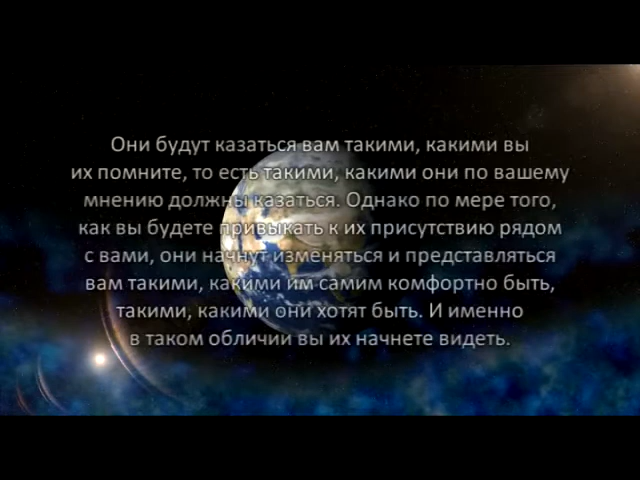 Они будут казаться вам такими, какими вы
их помните, то есть такими, какими они по вашему
мнению должны казаться. Однако по мере того,
как вы будете привыкать к их присутствию рядом
с вами, они начнут изменяться и представляться
вам такими, какими им самим комфортно быть,
такими, какими они хотят быть. И именно
в таком обличии вы их начнете видеть.